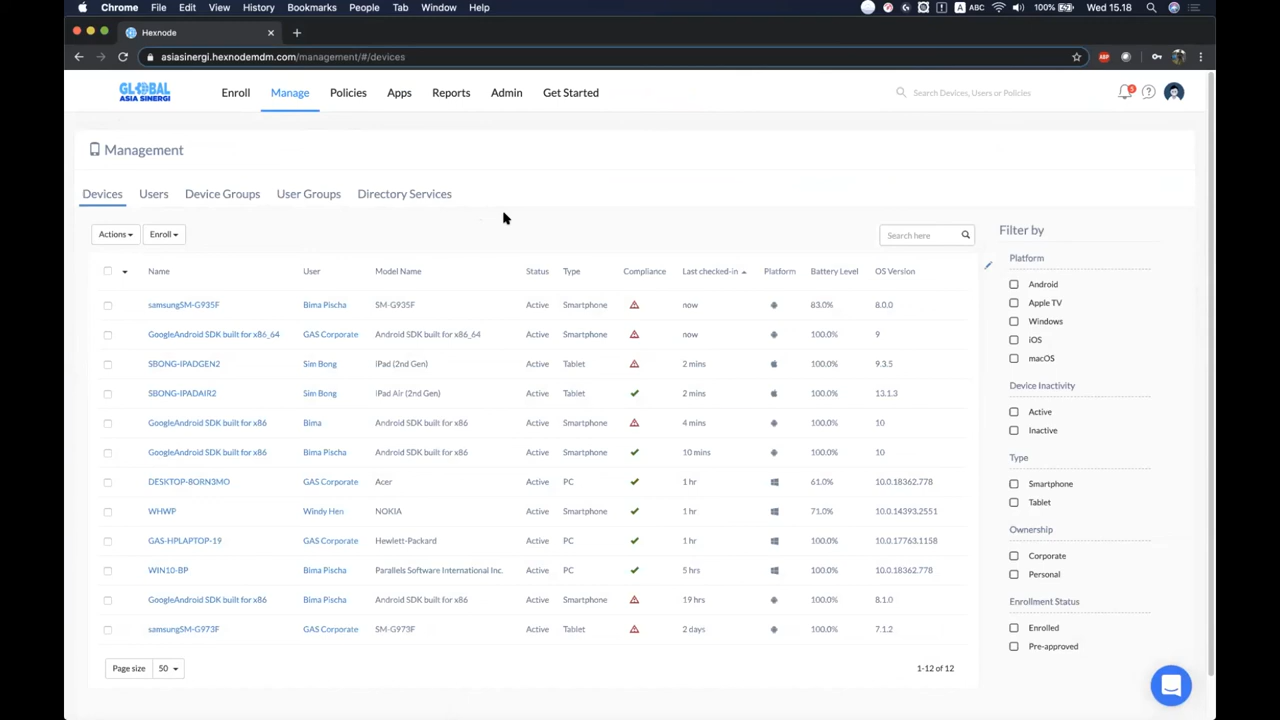 Chrome File Edit View History Bookmarks People Tab Window Help ABC 100% Wed 15.18
Hexnode
asiasinergi.hexnodemdm.com/management/#/devices ABP
GLOBAL
ASIA SINERGI
Enroll Manage Policies Apps Reports Admin Get Started Search Devices, Users or Policies
Management
Devices Users Device Groups User Groups Directory Services
Actions Enroll Search here
Name User Model Name Status Type Compliance Last checked-in Platform Battery Level OS Version
samsungSM-G935F Bima Pischa SM-G935F Active Smartphone now 83.0% 8.0.0
GoogleAndroid SDK built for x86_64 GAS Corporate Android SDK built for x86_64 Active Smartphone now 100.0% 9
SBONG-IPADGEN2 Sim Bong IPad (2nd Gen) Active Tablet 2 mins 100.0% 9.3.5
SBONG-IPADAIR2 Sim Bong IPad Air (2nd Gen) Active Tablet 2 mins 100.0% 13.1.3
GoogleAndroid SDK built for x86 Bima Android SDK built for x86 Active Smartphone 4 mins 100.0% 10
GoogleAndroid SDK built for x86 Bima Pischa Android SDK built for x86 Active Smartphone 10 mins 100.0% 10
DESKTOP-8ORN3MO GAS Corporate Acer Active PC 1 hr 61.0% 10.0.18362.778
WHWP Windy Hen NOKIA Active Smartphone 1 hr 71.0% 10.0.14393.2551
GAS-HPLAPTOP-19 GAS Corporate Hewlett-Packard Active PC 1 hr 100.0% 10.0.17763.1158
WIN10-BP Bima Pischa Parallels Software International Inc. Active PC 5 hrs 100.0% 10.0.18362.778
GoogleAndroid SDK built for x86 Bima Pischa Android SDK built for x86 Active Smartphone 19 hrs 100.0% 8.1.0
samsungSM-G973F GAS Corporate SM-G973F Active Tablet 2 days 100.0% 7.1.2
Page size 50 1-12 of 12
Filter by
Platform
Android
Apple TV
Windows
iOS
macOS
Device Inactivity
Active
Inactive
Type
Smartphone
Tablet
Ownership
Corporate
Personal
Enrollment Status
Enrolled
Pre-approved